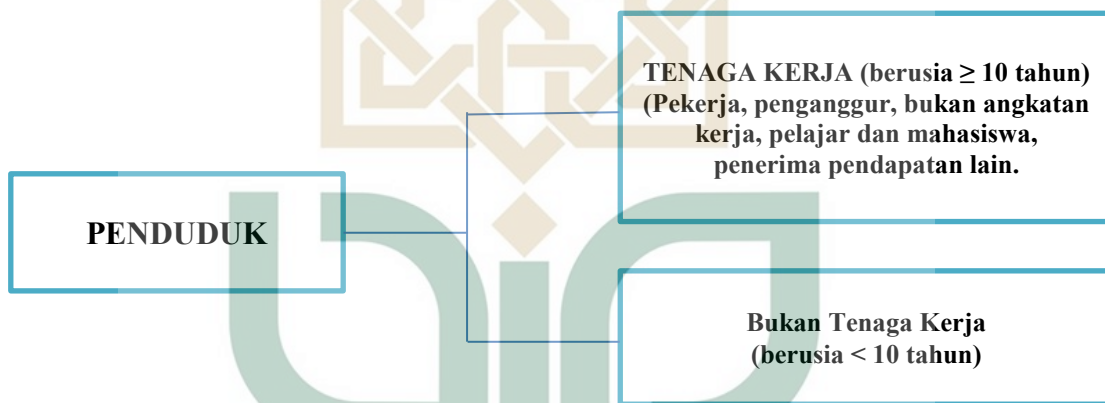 TENAGA KERJA (berusia ≥ 10 tahun)
(Pekerja, penganggur, bukan angkatan
kerja, pelajar dan mahasiswa,
penerima pendapatan lain.
PENDUDUK
Bukan Tenaga Kerja
(berusia < 10 tahun)